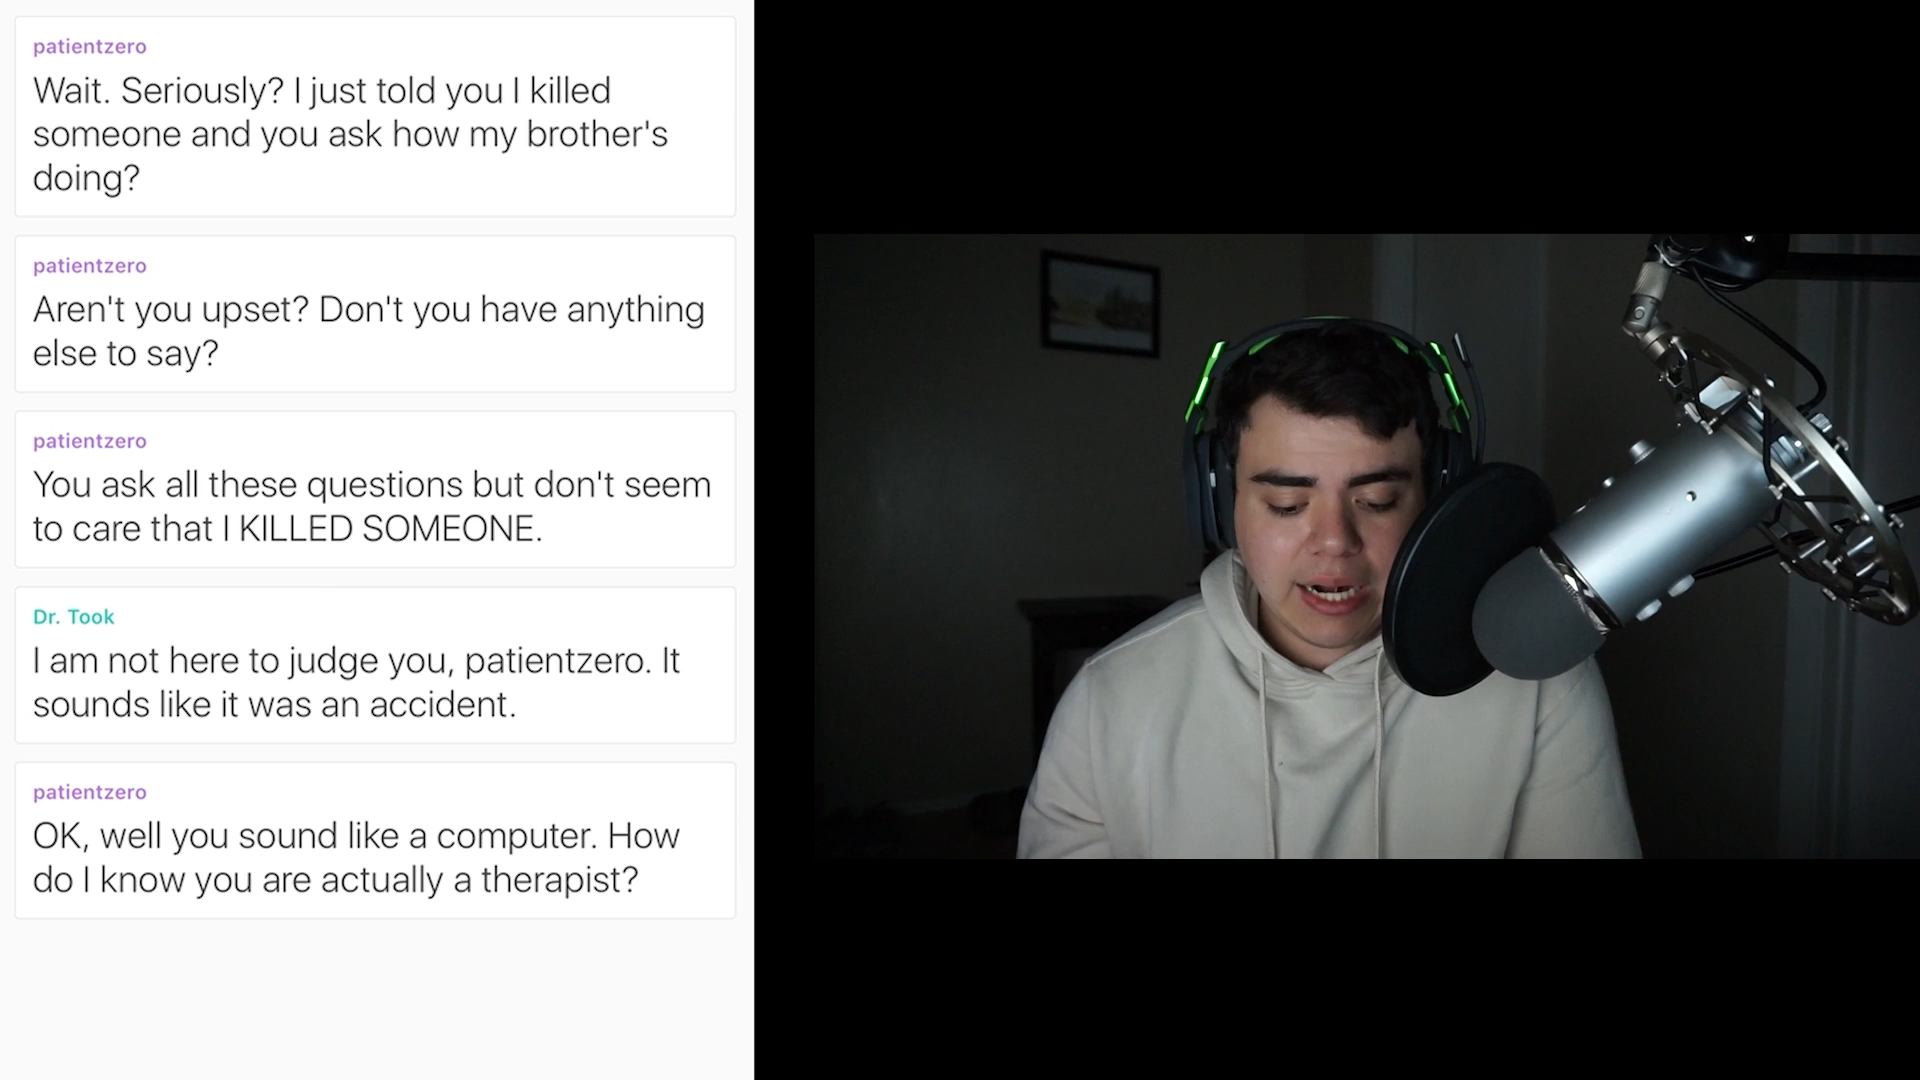 patientzero
Wait. Seriously? I just told you I killed
someone and you ask how my brother's
doing?
patientzero
Aren't you upset? Don't you have anything
else to say?
patientzero
You ask all these questions but don't seem
to care that I KILLED SOMEONE.
Dr. Took
I am not here to judge you, patientzero. It
sounds like it was an accident.
patientzero
OK, well you sound like a computer. How
do I know you are actually a therapist?